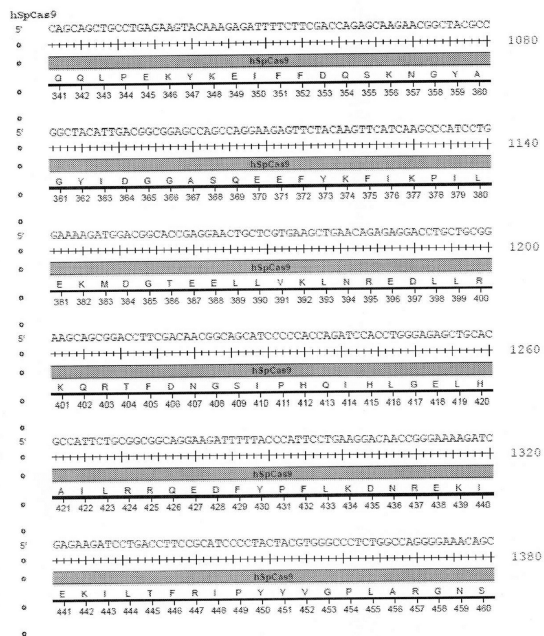 hSpCas9
5' CAGCAGCTGCCTGAGAAGTACAAAGAGATTTTCTTCGACCAGAGCAAGAACGGCTACGCC
1080
hSpCas9
Q Q L P E K Y K E I F F D Q S K N G Y A
341 342 343 344 345 346 347 348 349 350 351 352 353 354 355 356 357 358 359 360
5' GGCTACATTGACGGCGGAGCCAGCCAGGAAGAGTTCTACAAGTTCATCAAGCCCATCCTG
1140
hSpCas9
G Y I D G G A S Q E E F Y K F I K P I L
361 362 363 364 365 366 367 368 369 370 371 372 373 374 375 376 377 378 379 380
5' GAAAAGATGGACGGCACCGAGGAACTGCTCGTGAAGCTGAACAGAGAGGACCTGCTGCGG
1200
hSpCas9
E K M D G T E E L L V K L N R E D L L R
381 382 383 384 385 386 387 388 389 390 391 392 393 394 395 396 397 398 399 400
5' AAGCAGCGGACCTTCGACAACGGCAGCATCCCCCACCAGATCCACCTGGGAGAGCTGCAC
1260
hSpCas9
K Q R T F D N G S I P H Q I H L G E L H
401 402 403 404 405 406 407 408 409 410 411 412 413 414 415 416 417 418 419 420
5' GCCATTCTGCGGCGGCAGGAAGATTTTTACCCATTCCTGAAGGACAACCGGGAAAAGATC
1320
hSpCas9
A I L R R Q E D F Y P F L K D N R E K I
421 422 423 424 425 426 427 428 429 430 431 432 433 434 435 436 437 438 439 440
5' GAGAAGATCCTGACCTTCCGCATCCCCTACTACGTGGGCCCTCTGGCCAGGGGAAACAGC
1380
hSpCas9
E K I L T F R I P Y Y V G P L A R G N S
441 442 443 444 445 446 447 448 449 450 451 452 453 454 455 456 457 458 459 460